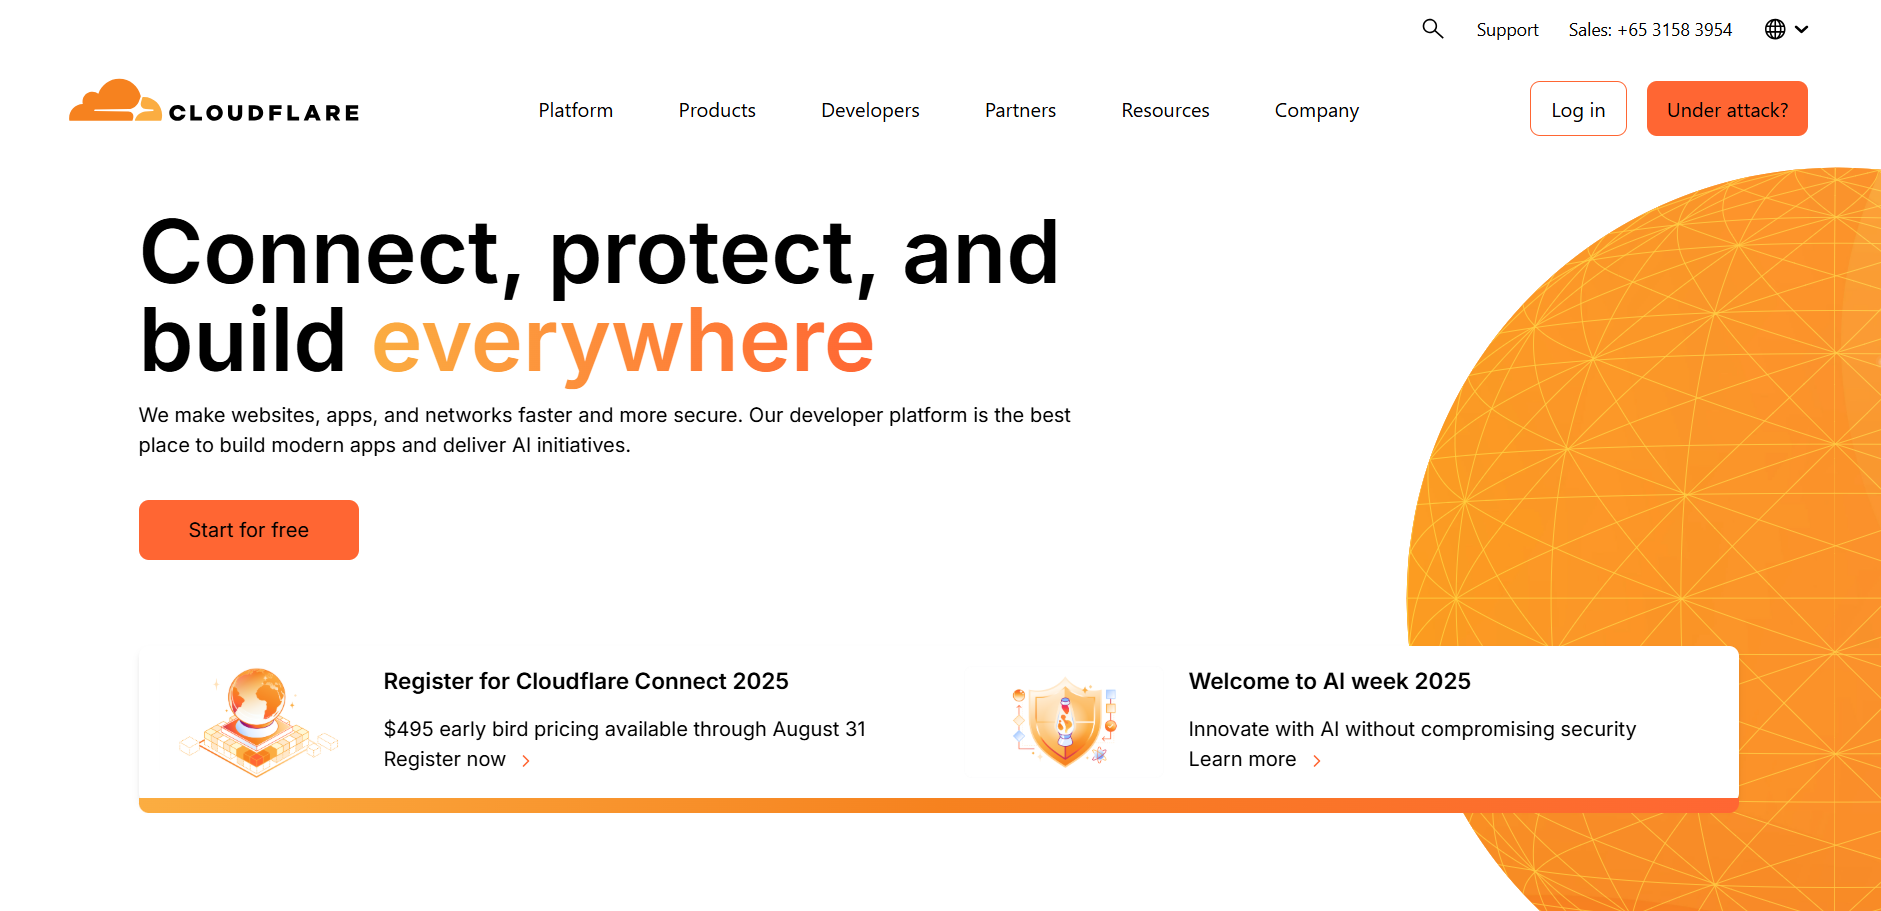 Support
Sales: +65 3158 3954
CLOUDFLARE
Platform
Products
Developers
Partners
Resources
Company
Log in
Under attack?
Connect, protect, and
build everywhere
We make websites, apps, and networks faster and more secure. Our developer platform is the best
place to build modern apps and deliver AI initiatives.
Start for free
Register for Cloudflare Connect 2025
$495 early bird pricing available through August 31
Register now
Welcome to AI week 2025
Innovate with AI without compromising security
Learn more